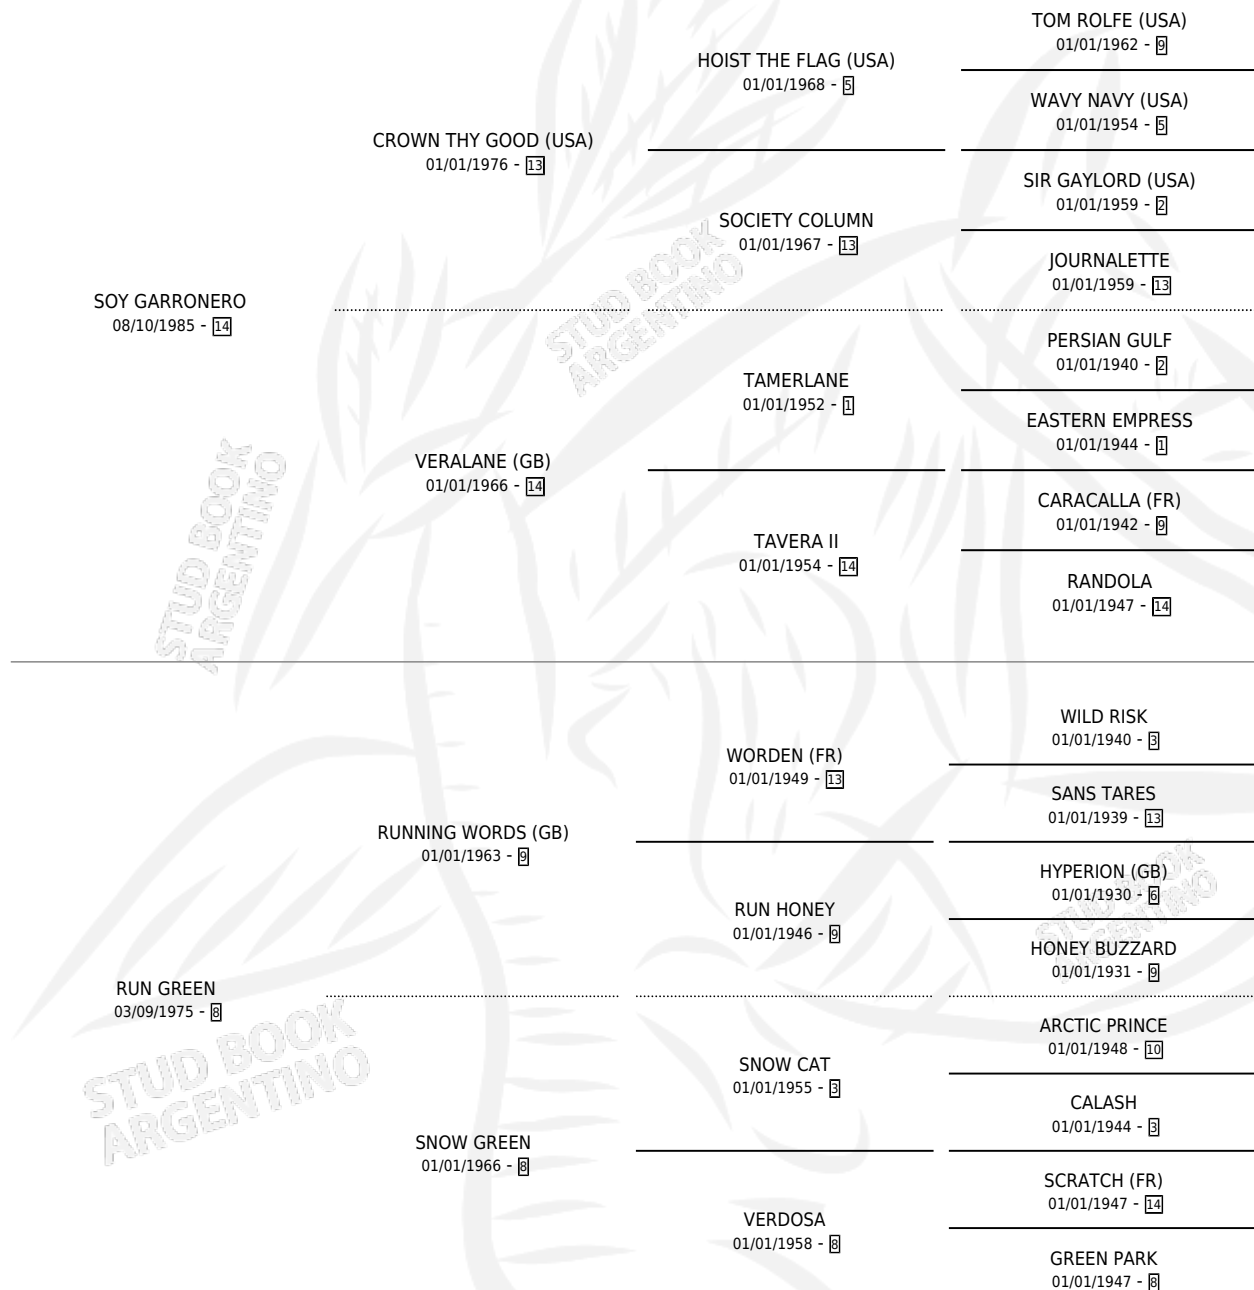 TOM ROLFE (USA)
01/01/1962 - 9
HOIST THE FLAG (USA)
01/01/1968 - 5
WAVY NAVY (USA)
01/01/1954 - 5
CROWN THY GOOD (USA)
01/01/1976 - 13
SIR GAYLORD (USA)
01/01/1959 - 2
SOCIETY COLUMN
01/01/1967 - 13
JOURNALETTE
01/01/1959 - 13
SOY GARRONERO
08/10/1985 - 14
PERSIAN GULF
01/01/1940 - 2
TAMERLANE
01/01/1952 - 1
EASTERN EMPRESS
01/01/1944 - 1
VERALANE (GB)
01/01/1966 - 14
CARACALLA (FR)
01/01/1942 - 9
TAVERA II
01/01/1954 - 14
RANDOLA
01/01/1947 - 14
WILD RISK
01/01/1940 - 3
WORDEN (FR)
01/01/1949 - 13
SANS TARES
01/01/1939 - 13
RUNNING WORDS (GB)
01/01/1963 - 9
HYPERION (GB)
01/01/1930 - 6
RUN HONEY
01/01/1946 - 9
HONEY BUZZARD
01/01/1931 - 9
RUN GREEN
03/09/1975 - 8
ARCTIC PRINCE
01/01/1948 - 10
SNOW CAT
01/01/1955 - 3
CALASH
01/01/1944 - 3
SNOW GREEN
01/01/1966 - 8
SCRATCH (FR)
01/01/1947 - 14
VERDOSA
01/01/1958 - 8
GREEN PARK
01/01/1947 - 8
STUD BOOK
ARGENTINO
STUD BOOK
ARGENTINO
STUD BOOK
ARGENTINO
STUD BOOK
ARGENTINO